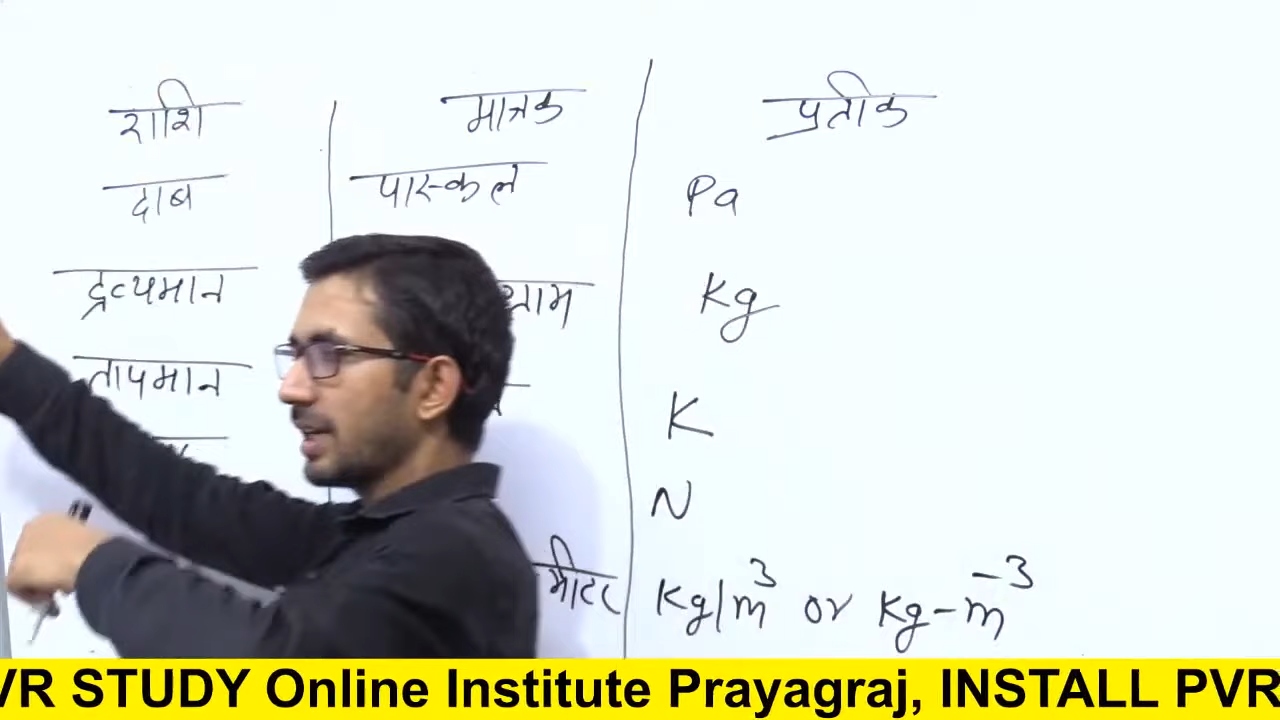 राशि मात्रक प्रतीक
दाब पास्कल Pa
द्रव्यमान ग्राम Kg
तापमान K
N
मीटर Kg/m³ or Kg-m⁻³
VR STUDY Online Institute Prayagraj, INSTALL PVR